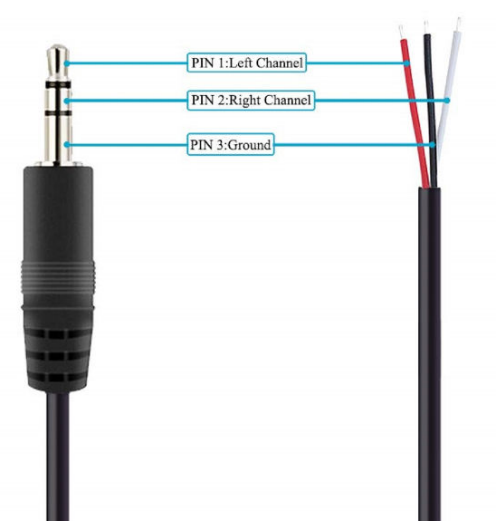 PIN 1:Left Channel
PIN 2:Right Channel
PIN 3:Ground